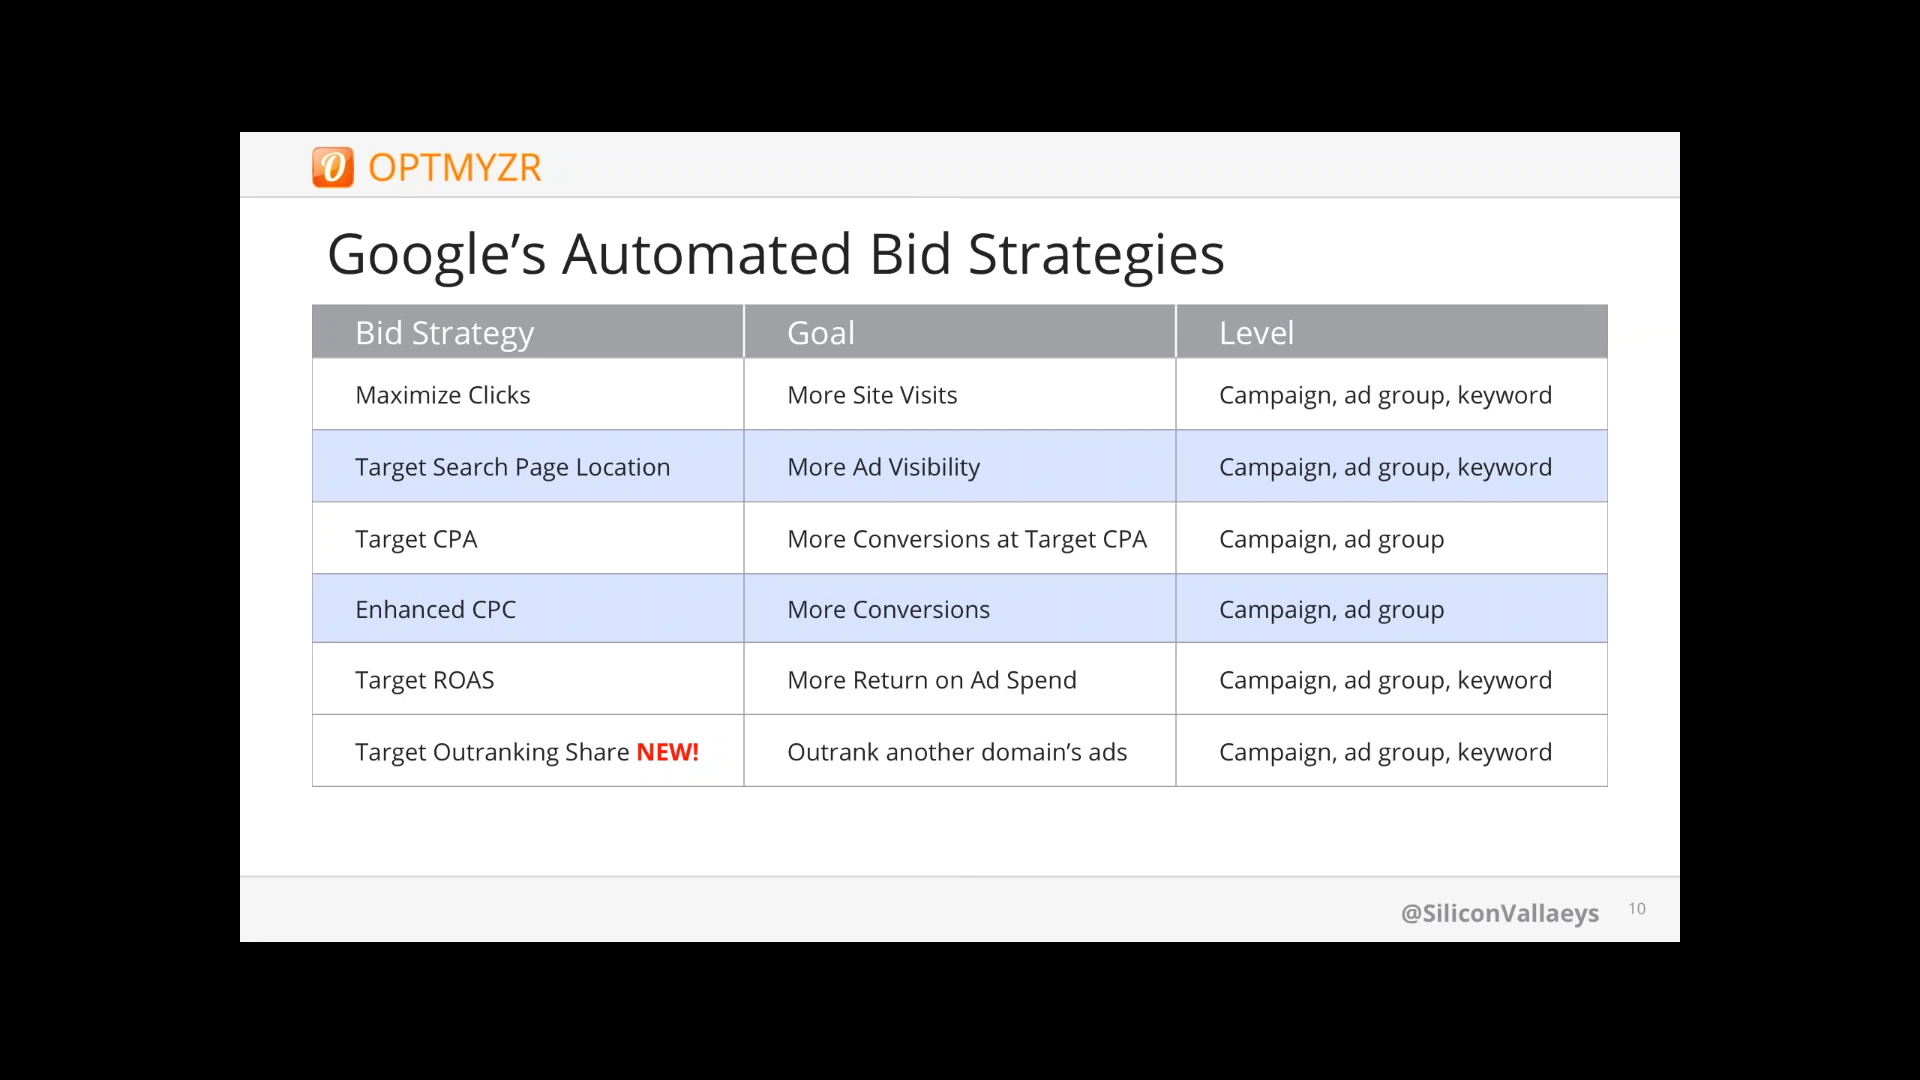 OPTMYZR
Google’s Automated Bid Strategies
Bid Strategy Goal Level
Maximize Clicks More Site Visits Campaign, ad group, keyword
Target Search Page Location More Ad Visibility Campaign, ad group, keyword
Target CPA More Conversions at Target CPA Campaign, ad group
Enhanced CPC More Conversions Campaign, ad group
Target ROAS More Return on Ad Spend Campaign, ad group, keyword
Target Outranking Share NEW! Outrank another domain’s ads Campaign, ad group, keyword
@SiliconVallaeys 10